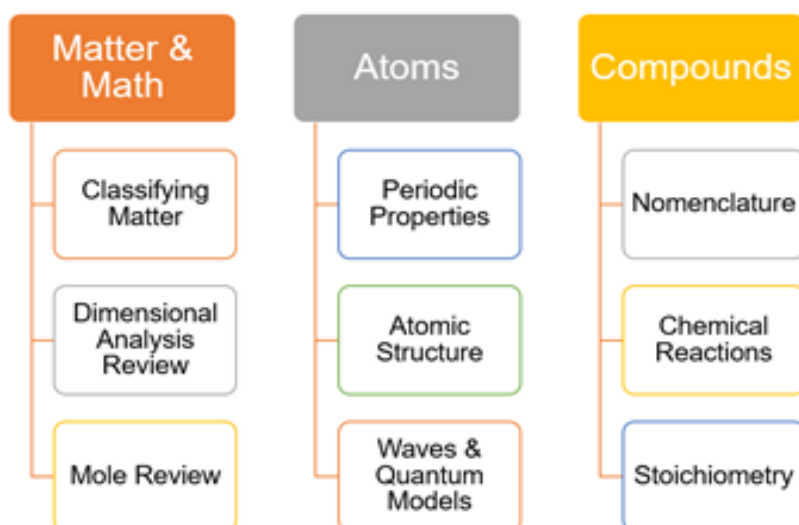 Matter &
Math
Classifying
Matter
Dimensional
Analysis
Review
Mole Review
Atoms
Periodic
Properties
Atomic
Structure
Waves &
Quantum
Models
Compounds
Nomenclature
Chemical
Reactions
Stoichiometry